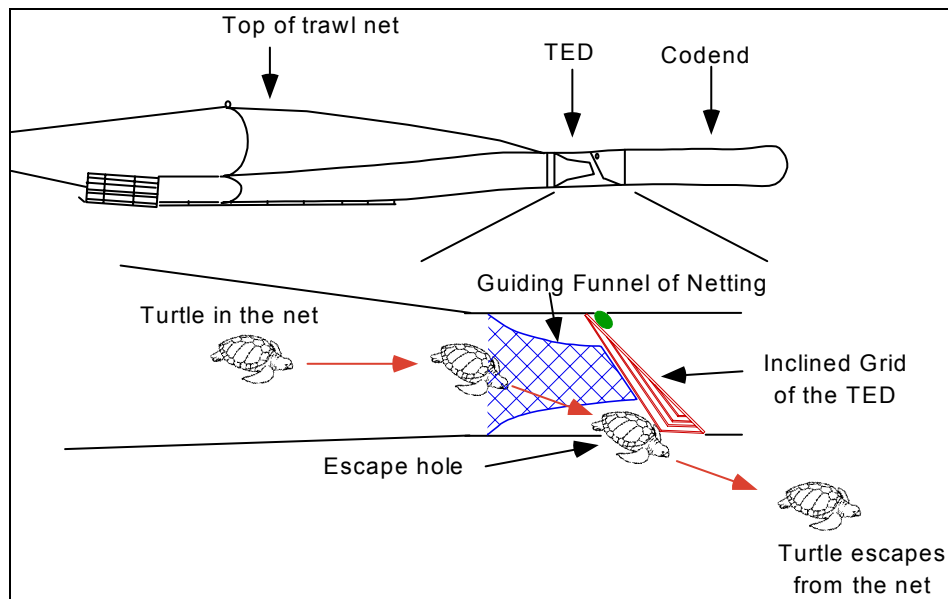 Top of trawl net
TED
Codend
Guiding Funnel of Netting
Turtle in the net
Inclined Grid
of the TED
Escape hole
Turtle escapes
from the net